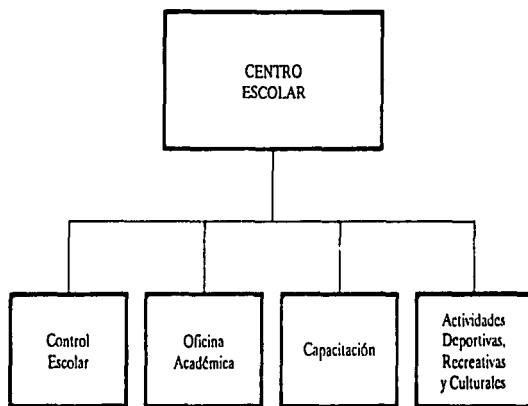 CENTRO
ESCOLAR
Control
Escolar
Oficina
Académica
Capacitación
Actividades
Deportivas,
Recreativas
y Culturales